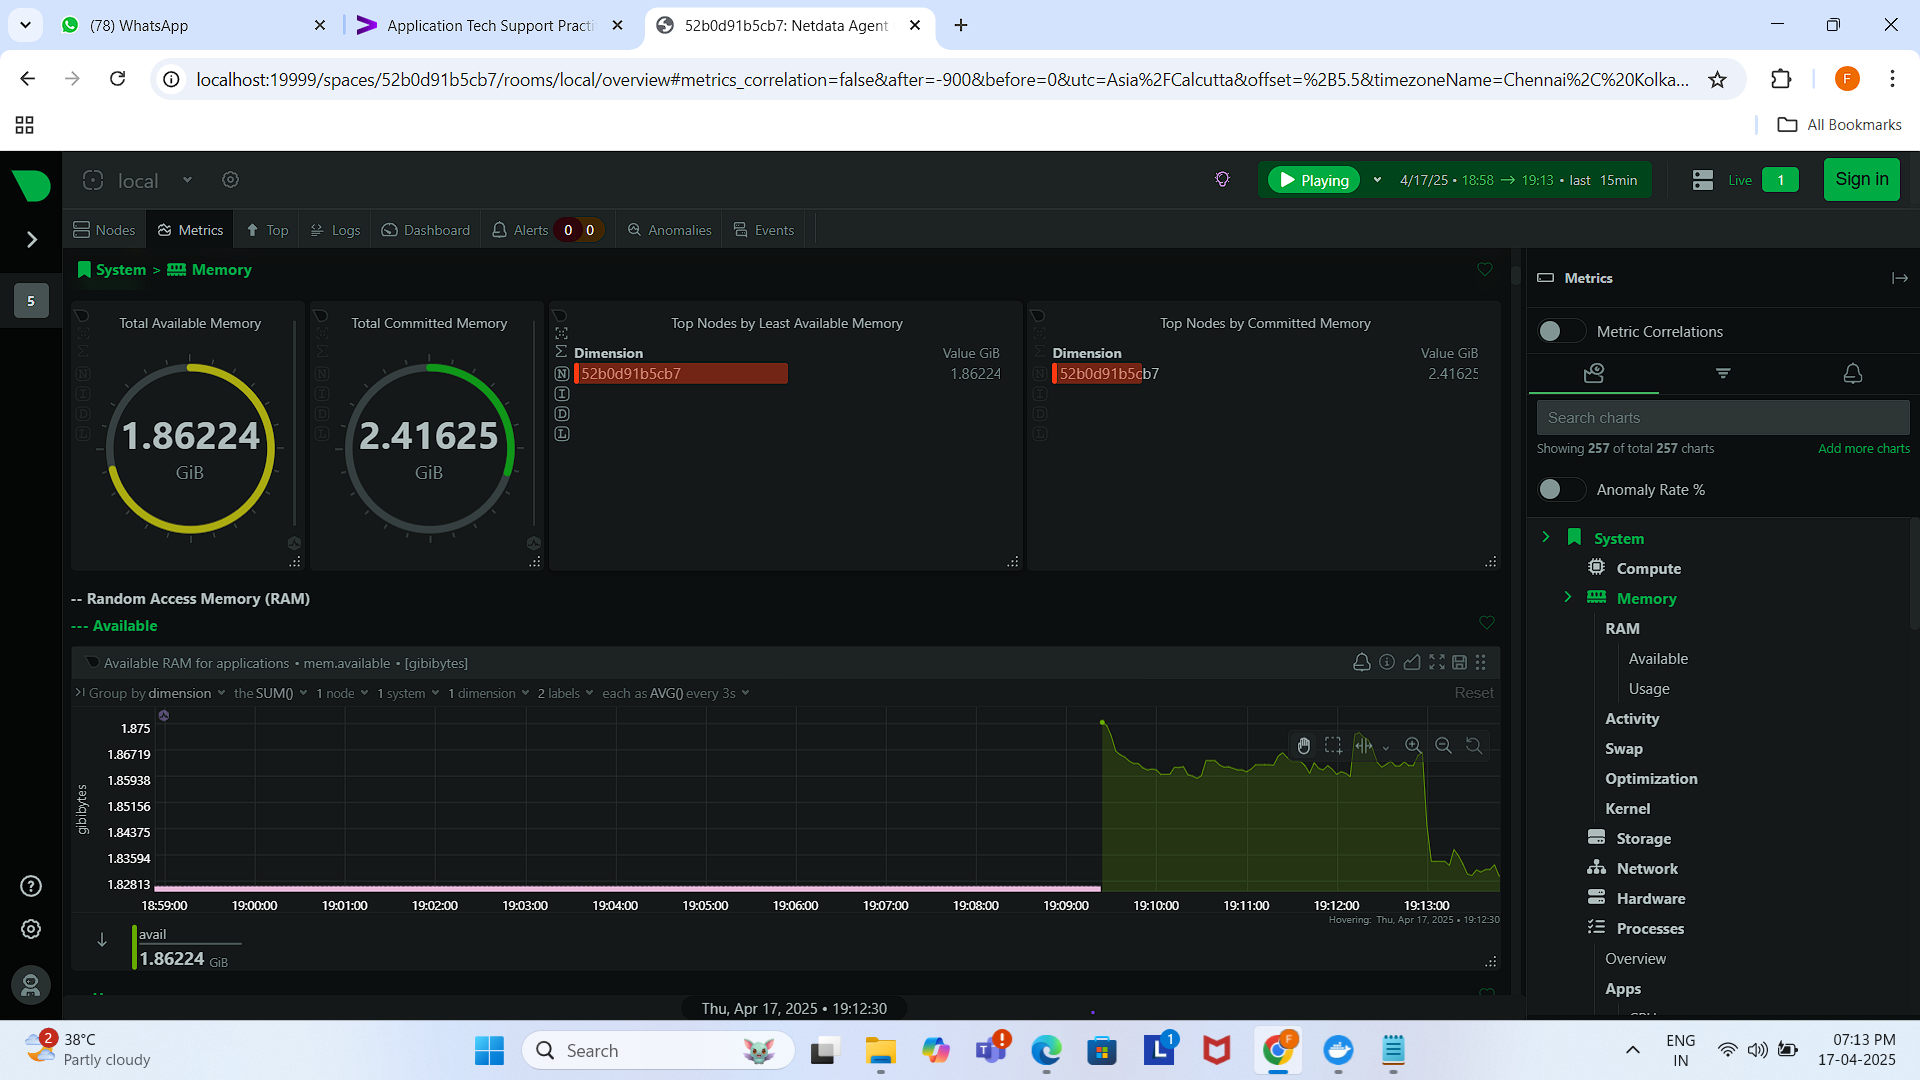 (78) WhatsApp
Application Tech Support Practi
52b0d91b5cb7: Netdata Agent
localhost:19999/spaces/52b0d91b5cb7/rooms/local/overview#metrics_correlation=false&after=-900&before=0&utc=Asia%2FCalcutta&offset=%2B5.5&timezoneName=Chennai%2C%20Kolka...
F
All Bookmarks
local
Playing
4/17/25 • 18:58 → 19:13 • last 15min
Live 1
Sign in
Nodes
Metrics
Top
Logs
Dashboard
Alerts 0 0
Anomalies
Events
5
System > Memory
Total Available Memory
1.86224
GiB
Total Committed Memory
2.41625
GiB
Top Nodes by Least Available Memory
Dimension Value GiB
52b0d91b5cb7 1.86224
N
I
D
L
Top Nodes by Committed Memory
Dimension Value GiB
52b0d91b5cb7 2.41625
-- Random Access Memory (RAM)
--- Available
Available RAM for applications • mem.available • [gibibytes]
Group by dimension the SUM() 1 node 1 system 1 dimension 2 labels each as AVG() every 3s Reset
gibibytes
1.875
1.86719
1.85938
1.85156
1.84375
1.83594
1.82813
18:59:00 19:00:00 19:01:00 19:02:00 19:03:00 19:04:00 19:05:00 19:06:00 19:07:00 19:08:00 19:09:00 19:10:00 19:11:00 19:12:00 19:13:00
Hovering: Thu, Apr 17, 2025 • 19:12:30
avail
1.86224 GiB
Thu, Apr 17, 2025 • 19:12:30
Metrics
Metric Correlations
Search charts
Showing 257 of total 257 charts Add more charts
Anomaly Rate %
System
Compute
Memory
RAM
Available
Usage
Activity
Swap
Optimization
Kernel
Storage
Network
Hardware
Processes
Overview
Apps
2
38°C
Partly cloudy
Search
1
F
ENG
IN
07:13 PM
17-04-2025